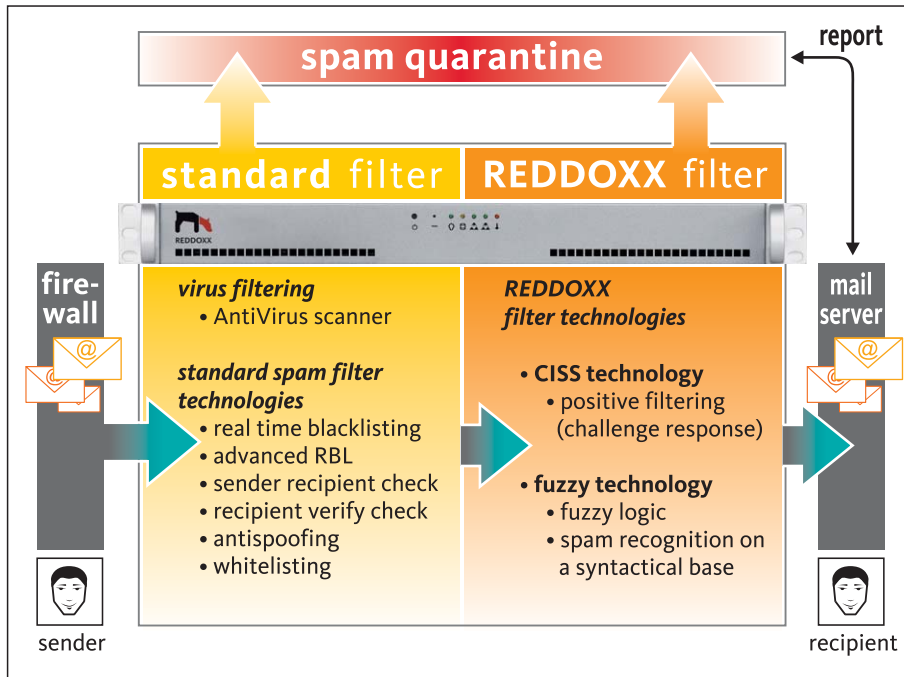 report
spam quarantine
standard filter
REDDOXX filter
REDDOXX
fire-
wall
@
@
virus filtering
• AntiVirus scanner
standard spam filter
technologies
• real time blacklisting
• advanced RBL
• sender recipient check
• recipient verify check
• antispoofing
• whitelisting
REDDOXX
filter technologies
• CISS technology
• positive filtering
(challenge response)
• fuzzy technology
• fuzzy logic
• spam recognition on
a syntactical base
mail
server
@
@
sender
recipient